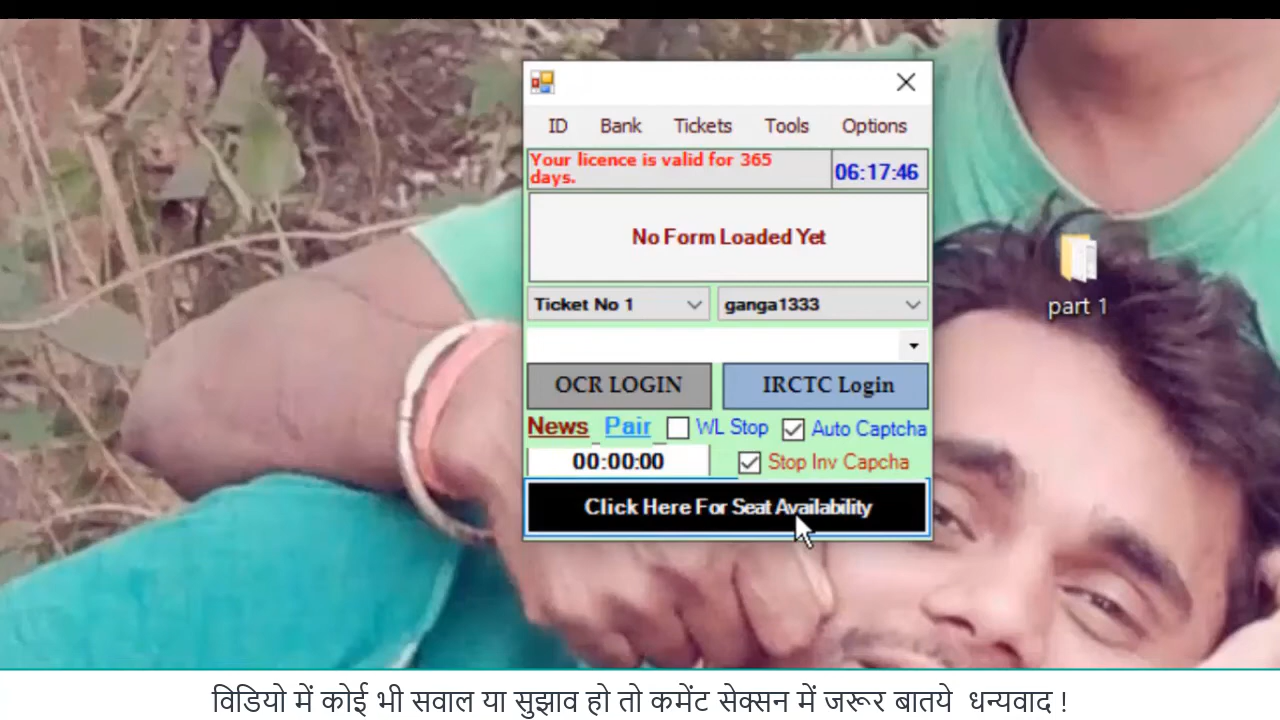 ID Bank Tickets Tools Options
Your licence is valid for 365
days.
06:17:46
No Form Loaded Yet
Ticket No 1
ganga1333
OCR LOGIN
IRCTC Login
News Pair WL Stop Auto Captcha
00:00:00
Stop Inv Capcha
Click Here For Seat Availability
part 1
विडियो में कोई भी सवाल या सुझाव हो तो कमेंट सेक्सन में जरूर बातये धन्यवाद !